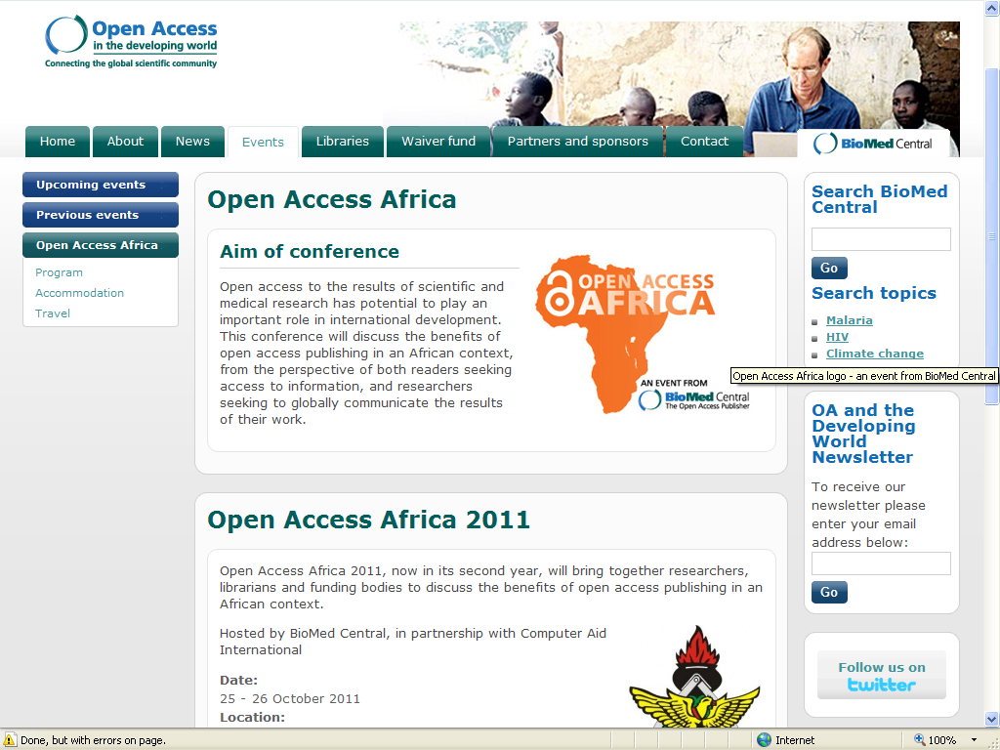 Open Access
in the developing world
Connecting the global scientific community
Home
About
News
Events
Libraries
Waiver fund
Partners and sponsors
Contact
BioMed Central
Upcoming events
Previous events
Open Access Africa
Program
Accommodation
Travel
Open Access Africa
Aim of conference
Open access to the results of scientific and
medical research has potential to play an
important role in international development.
This conference will discuss the benefits of
open access publishing in an African context,
from the perspective of both readers seeking
access to information, and researchers
seeking to globally communicate the results
of their work.
OPEN ACCESS
AFRICA
AN EVENT FROM
BioMed Central
The Open Access Publisher
Open Access Africa 2011
Open Access Africa 2011, now in its second year, will bring together researchers,
librarians and funding bodies to discuss the benefits of open access publishing in an
African context.
Hosted by BioMed Central, in partnership with Computer Aid
International
Date:
25 - 26 October 2011
Location:
Search BioMed
Central
Go
Search topics
Malaria
HIV
Climate change
Open Access Africa logo - an event from BioMed Central
OA and the
Developing
World
Newsletter
To receive our
newsletter please
enter your email
address below:
Go
Follow us on
twitter
Done, but with errors on page.
Internet
100%